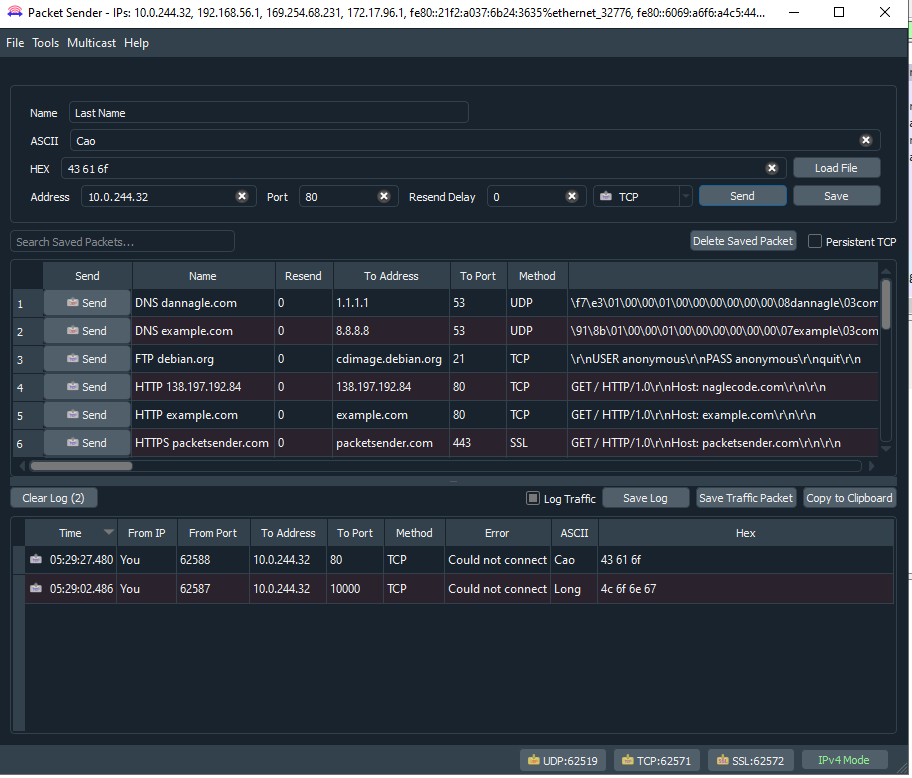 Packet Sender - IPs: 10.0.244.32, 192.168.56.1, 169.254.68.231, 172.17.96.1, fe80::21f2:a037:6b24:3635%ethernet_32776, fe80::6069:a6f6:a4c5:44...
File Tools Multicast Help
Name Last Name
ASCII Cao
HEX 43 61 6f Load File
Address 10.0.244.32 Port 80 Resend Delay 0 TCP Send Save
Search Saved Packets... Delete Saved Packet Persistent TCP
Send Name Resend To Address To Port Method
1 Send DNS dannagle.com 0 1.1.1.1 53 UDP \f7\e3\01\00\00\01\00\00\00\00\00\00\08dannagle\03com
2 Send DNS example.com 0 8.8.8.8 53 UDP \91\8b\01\00\00\01\00\00\00\00\00\00\07example\03com
3 Send FTP debian.org 0 cdimage.debian.org 21 TCP \r\nUSER anonymous\r\nPASS anonymous\r\nquit\r\n
4 Send HTTP 138.197.192.84 0 138.197.192.84 80 TCP GET / HTTP/1.0\r\nHost: naglecode.com\r\n\r\n
5 Send HTTP example.com 0 example.com 80 TCP GET / HTTP/1.0\r\nHost: example.com\r\n\r\n
6 Send HTTPS packetsender.com 0 packetsender.com 443 SSL GET / HTTP/1.0\r\nHost: packetsender.com\r\n\r\n
Clear Log (2) Log Traffic Save Log Save Traffic Packet Copy to Clipboard
Time From IP From Port To Address To Port Method Error ASCII Hex
05:29:27.480 You 62588 10.0.244.32 80 TCP Could not connect Cao 43 61 6f
05:29:02.486 You 62587 10.0.244.32 10000 TCP Could not connect Long 4c 6f 6e 67
UDP:62519 TCP:62571 SSL:62572 IPv4 Mode